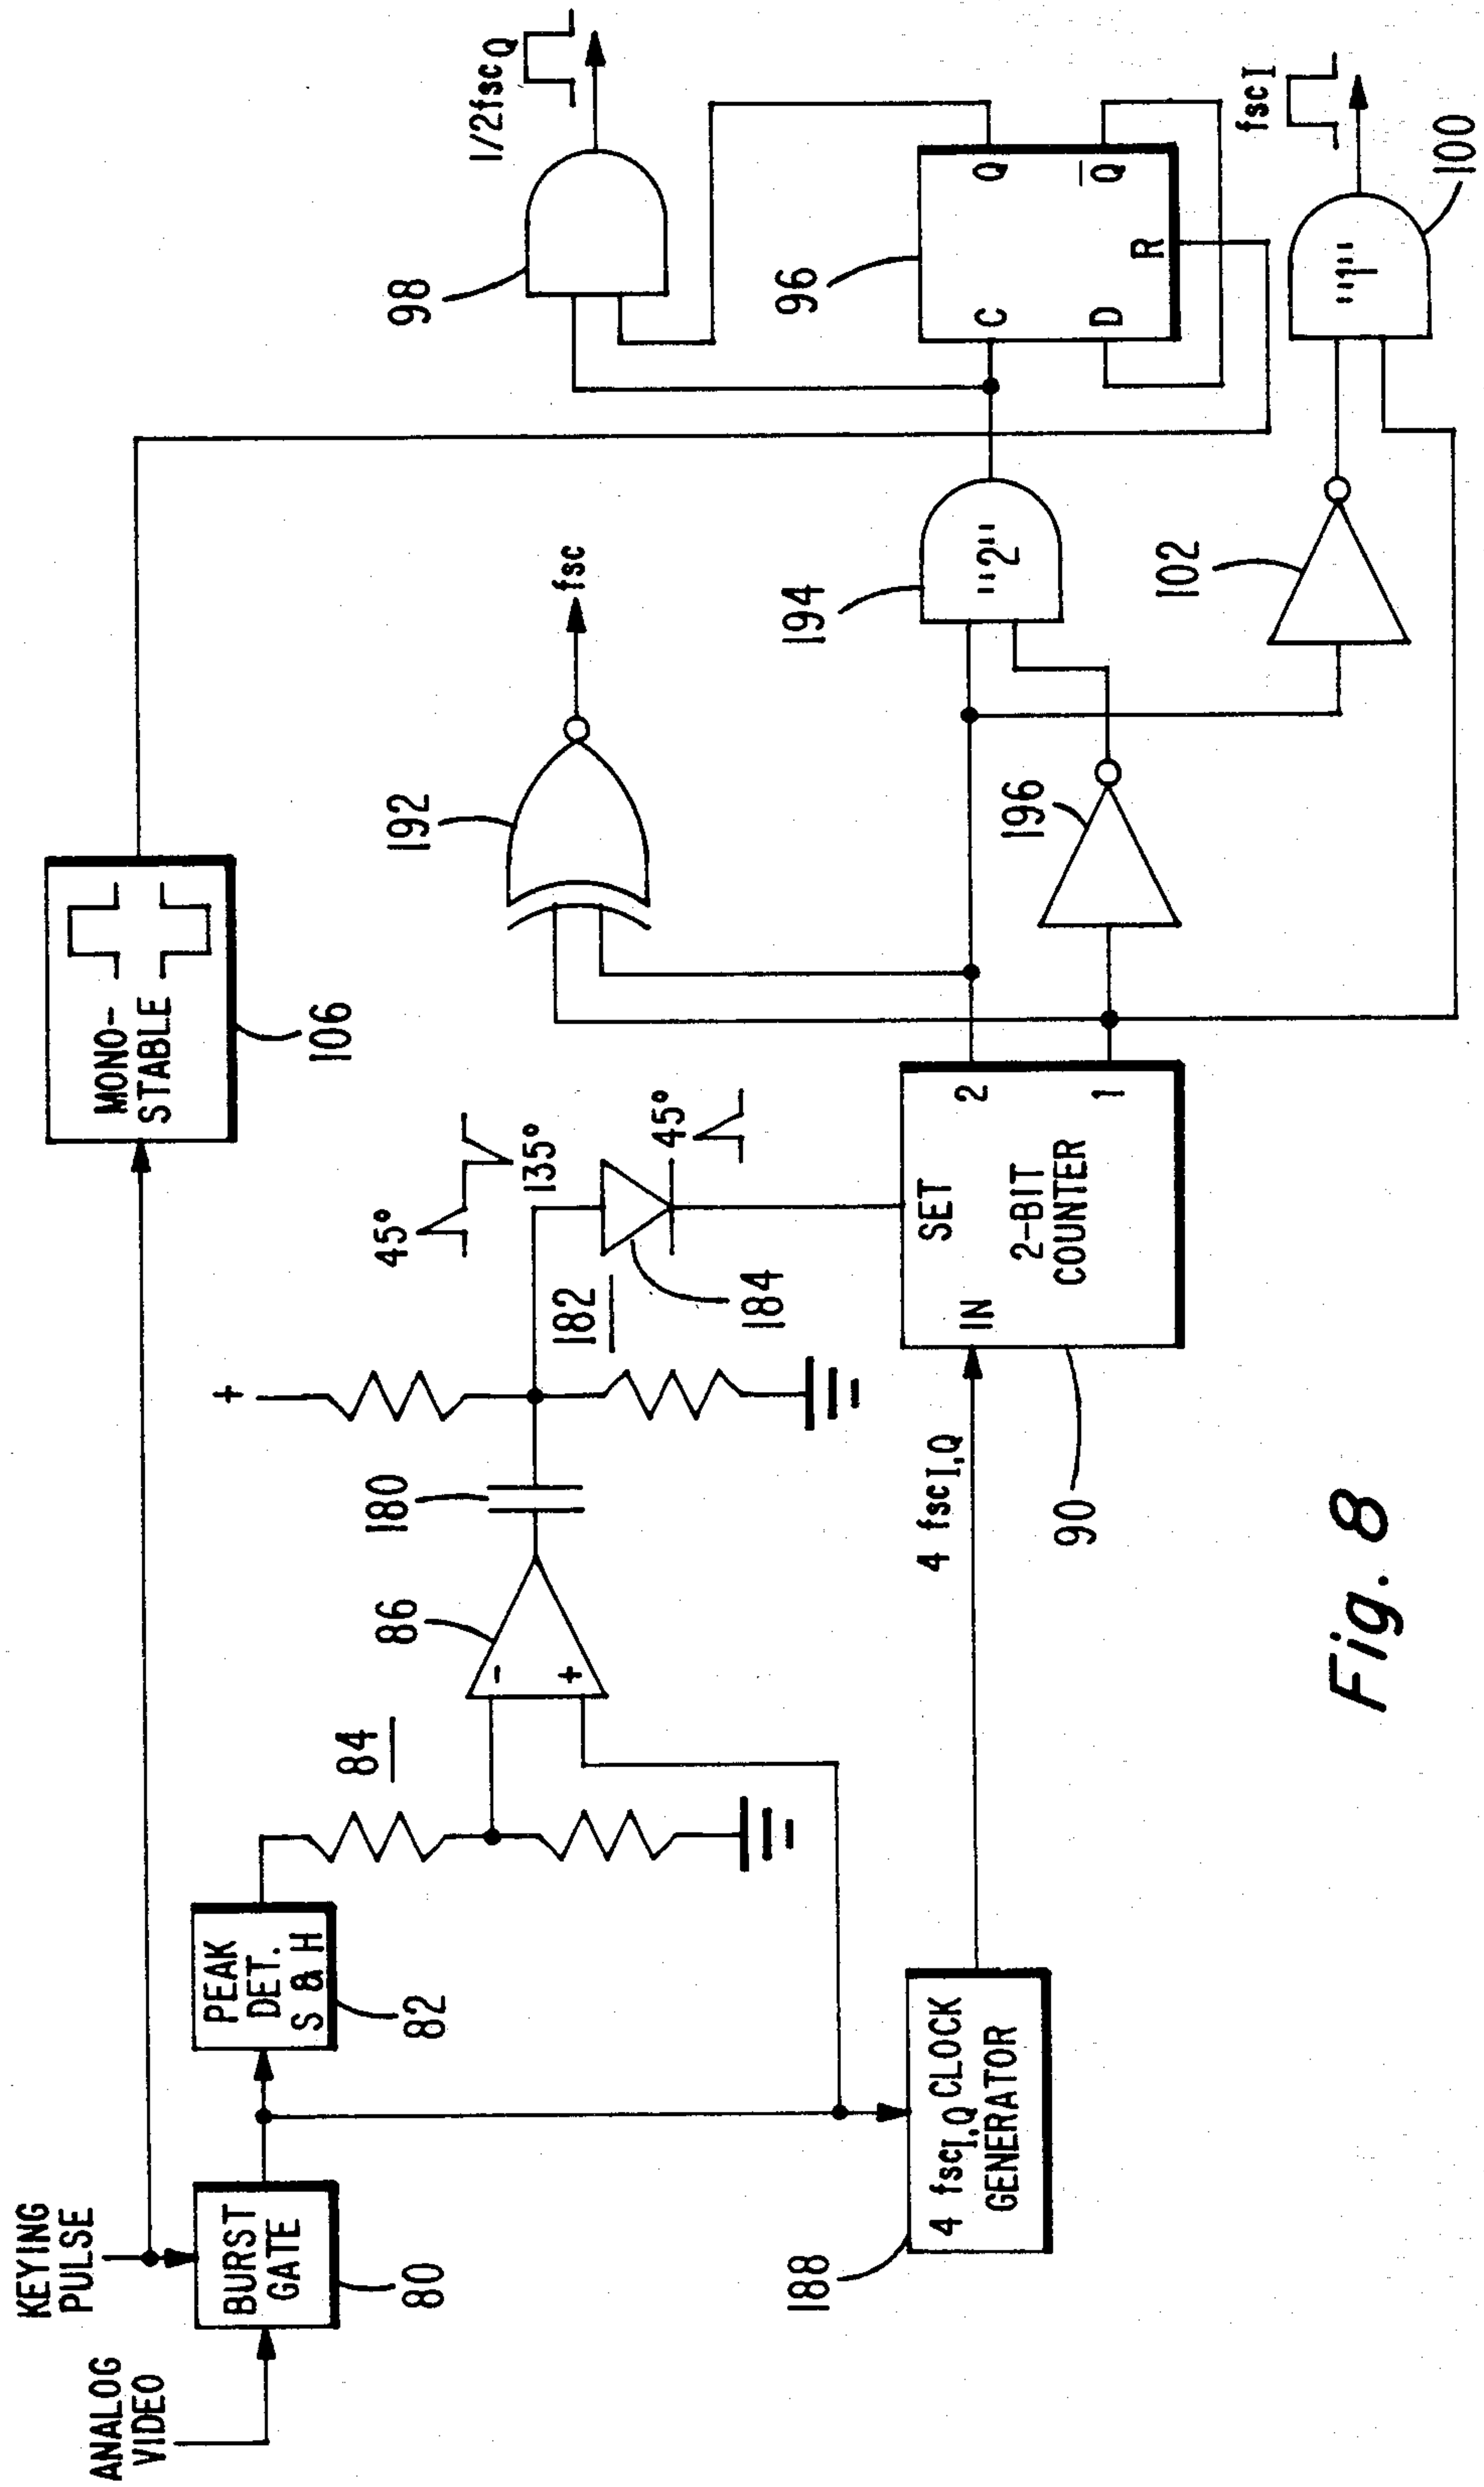 KEYING
PULSE
ANALOG
VIDEO
BURST
GATE
80
PEAK
DET.
S & H
82
84
-
+
86
180
+
182
184
45°
135°
45°
MONO-
STABLE
106
188
4 fscI,Q CLOCK
GENERATOR
4 fscI,Q
90
IN
SET
2-BIT
COUNTER
2
1
192
fsc
194
"2"
196
102
98
1/2fscQ
96
C
D
R
Q
Q̅
"1"
100
fscI
Fig. 8